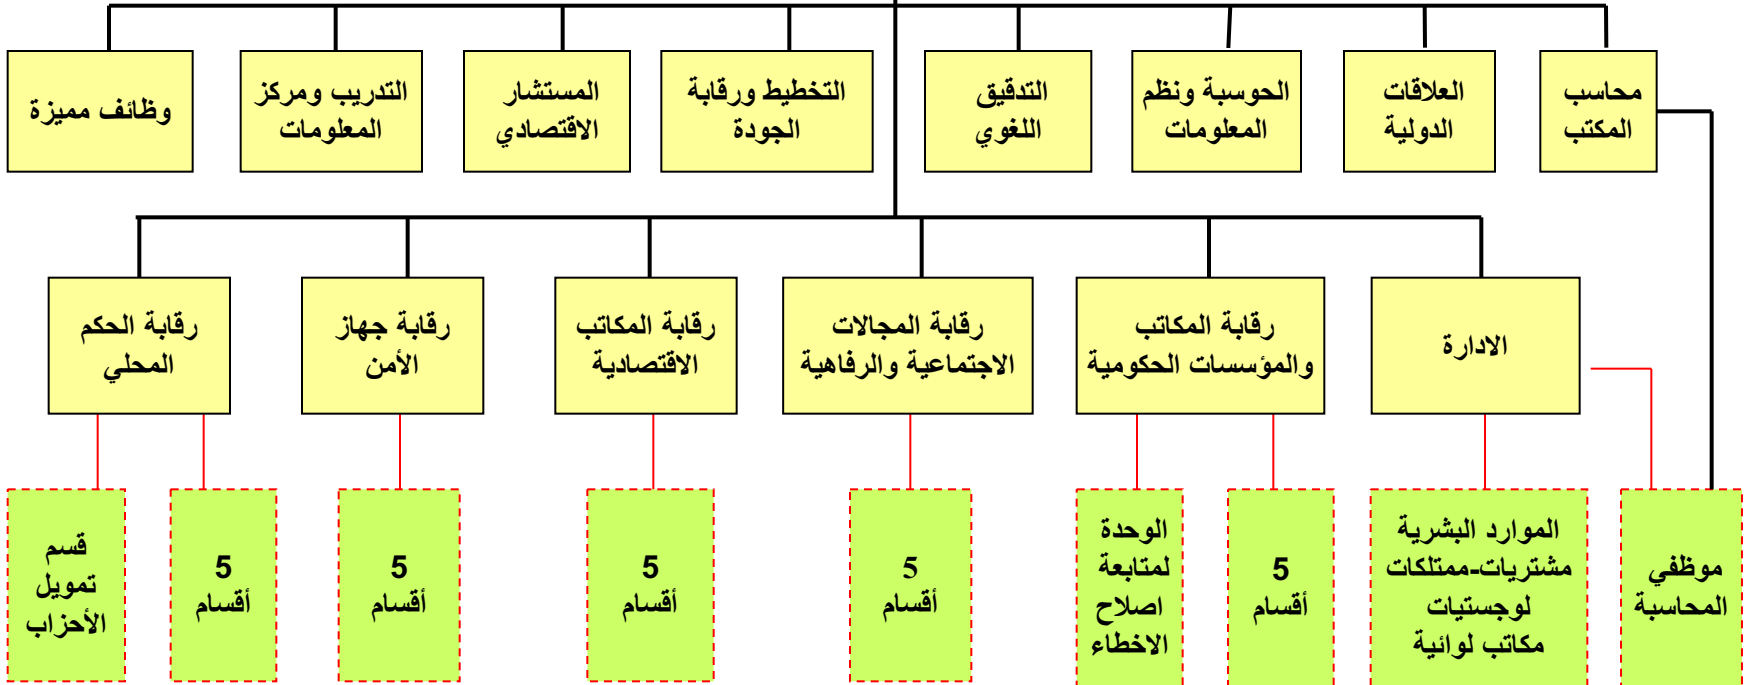 محاسب
المكتب
العلاقات
الدولية
الحوسبة ونظم
المعلومات
التدقيق
اللغوي
التخطيط ورقابة
الجودة
المستشار
الاقتصادي
التدريب ومركز
المعلومات
وظائف مميزة
الادارة
رقابة المكاتب
والمؤسسات الحكومية
رقابة المجالات
الاجتماعية والرفاهية
رقابة المكاتب
الاقتصادية
رقابة جهاز
الأمن
رقابة الحكم
المحلي
موظفي
المحاسبة
الموارد البشرية
مشتريات-ممتلكات
لوجستيات
مكاتب لوائية
5
أقسام
الوحدة
لمتابعة
اصلاح
الاخطاء
5
أقسام
5
أقسام
5
أقسام
5
أقسام
قسم
تمويل
الأحزاب